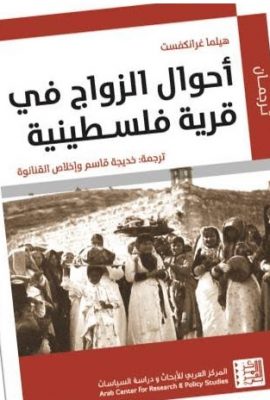 ترجمان
هيلما غرانكفست
أحوال الزواج في
قرية فلسطينية
ترجمة: خديجة قاسم وإخلاص القنانوة
المركز العربي للأبحاث ودراسة السياسات
Arab Center for Research & Policy Studies